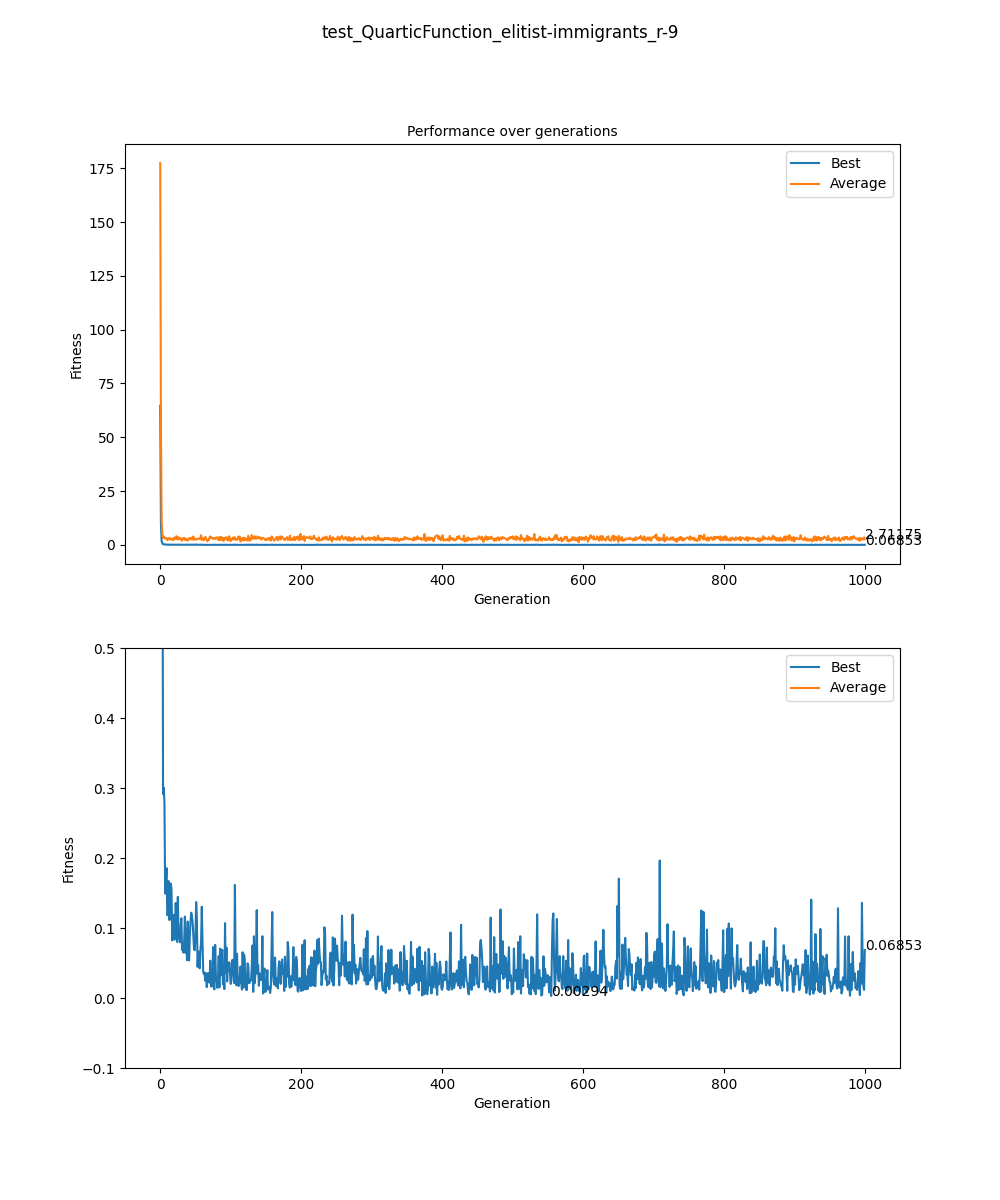 test_QuarticFunction_elitist-immigrants_r-9
Performance over generations
175
150
125
100
75
50
25
0
Fitness
Best
Average
2.71175
0.06853
0 200 400 600 800 1000
Generation
0.5
0.4
0.3
0.2
0.1
0.0
−0.1
Fitness
Best
Average
0.06853
0.00294
0 200 400 600 800 1000
Generation